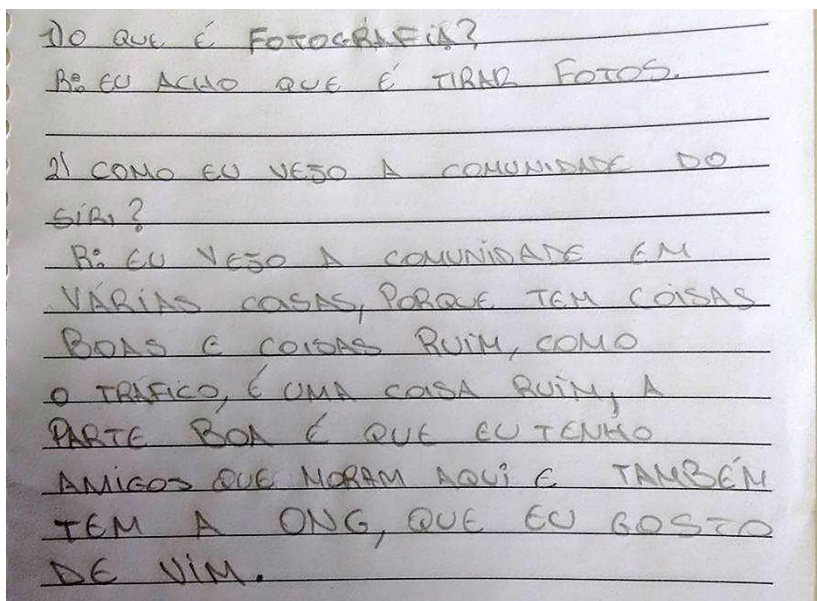 1) O QUE É FOTOGRÁFIA?
R: EU ACHO QUE É TIRAR FOTOS.
2) COMO EU VEJO A COMUNIDADE DO
SIRI?
R: EU VEJO A COMUNIDADE EM
VÁRIAS COISAS, PORQUE TEM COISAS
BOAS E COISAS RUIM, COMO
O TRÁFICO, É UMA COISA RUIM, A
PARTE BOA É QUE EU TENHO
AMIGOS QUE MORAM AQUI E TAMBÉM
TEM A ONG, QUE EU GOSTO
DE VIM.